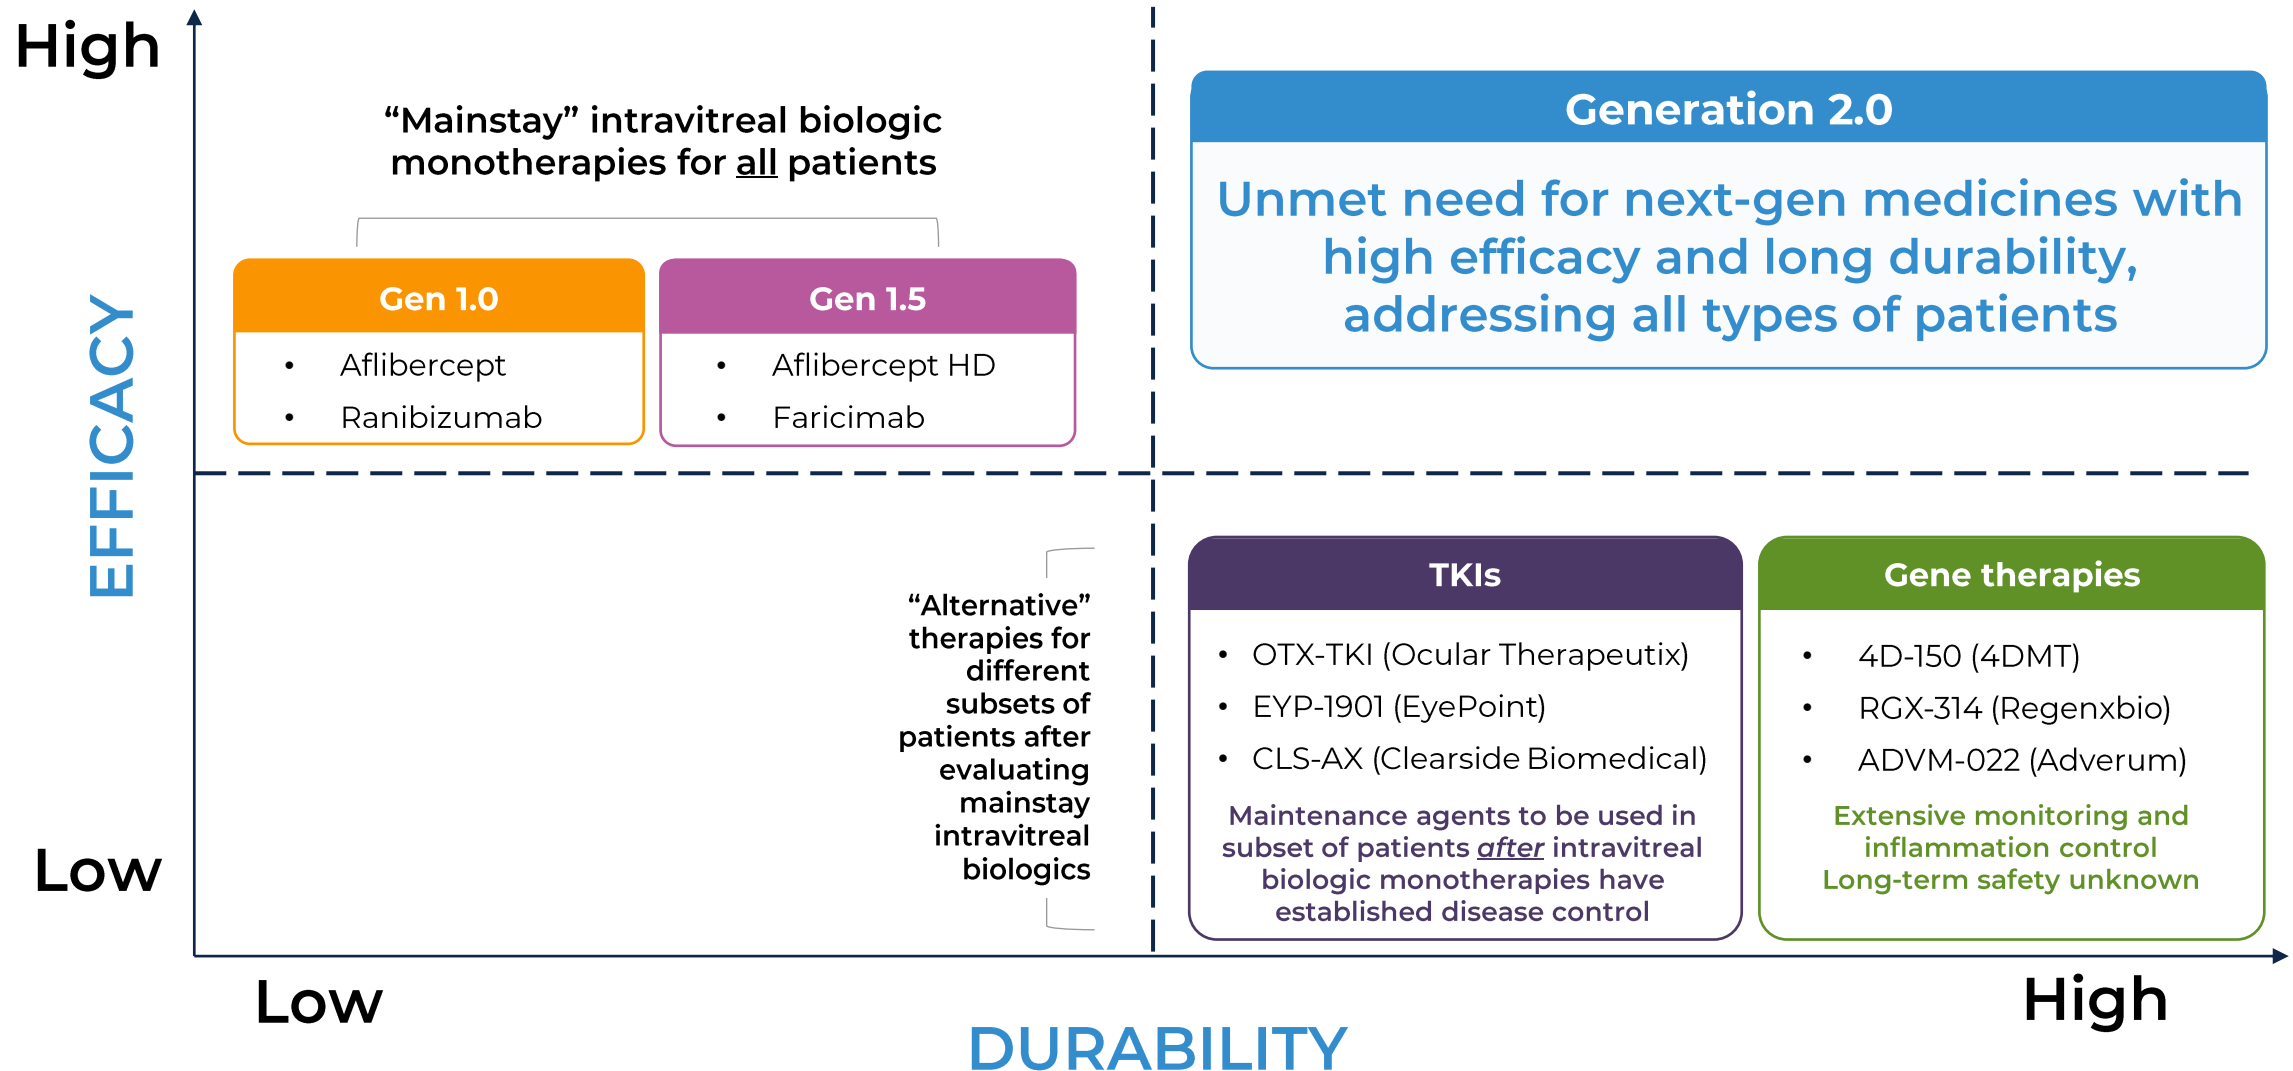 High
“Mainstay” intravitreal biologic
monotherapies for all patients
Generation 2.0
Unmet need for next-gen medicines with
high efficacy and long durability,
addressing all types of patients
Gen 1.0
• Aflibercept
• Ranibizumab
Gen 1.5
• Aflibercept HD
• Faricimab
EFFICACY
“Alternative”
therapies for
different
subsets of
patients after
evaluating
mainstay
intravitreal
biologics
TKIs
• OTX-TKI (Ocular Therapeutix)
• EYP-1901 (EyePoint)
• CLS-AX (Clearside Biomedical)
Maintenance agents to be used in
subset of patients after intravitreal
biologic monotherapies have
established disease control
Gene therapies
• 4D-150 (4DMT)
• RGX-314 (Regenxbio)
• ADVM-022 (Adverum)
Extensive monitoring and
inflammation control
Long-term safety unknown
Low
Low
High
DURABILITY